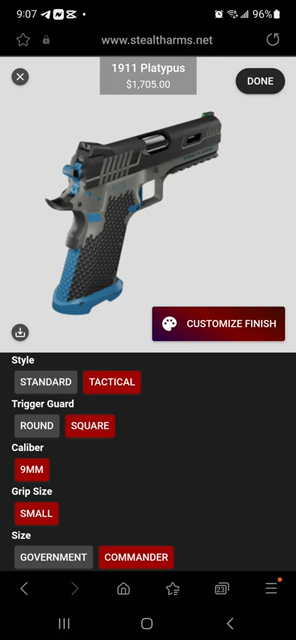 9:07
96%
www.stealtharms.net
1911 Platypus
$1,705.00
DONE
CUSTOMIZE FINISH
Style
STANDARD TACTICAL
Trigger Guard
ROUND SQUARE
Caliber
9MM
Grip Size
SMALL
Size
GOVERNMENT COMMANDER
23